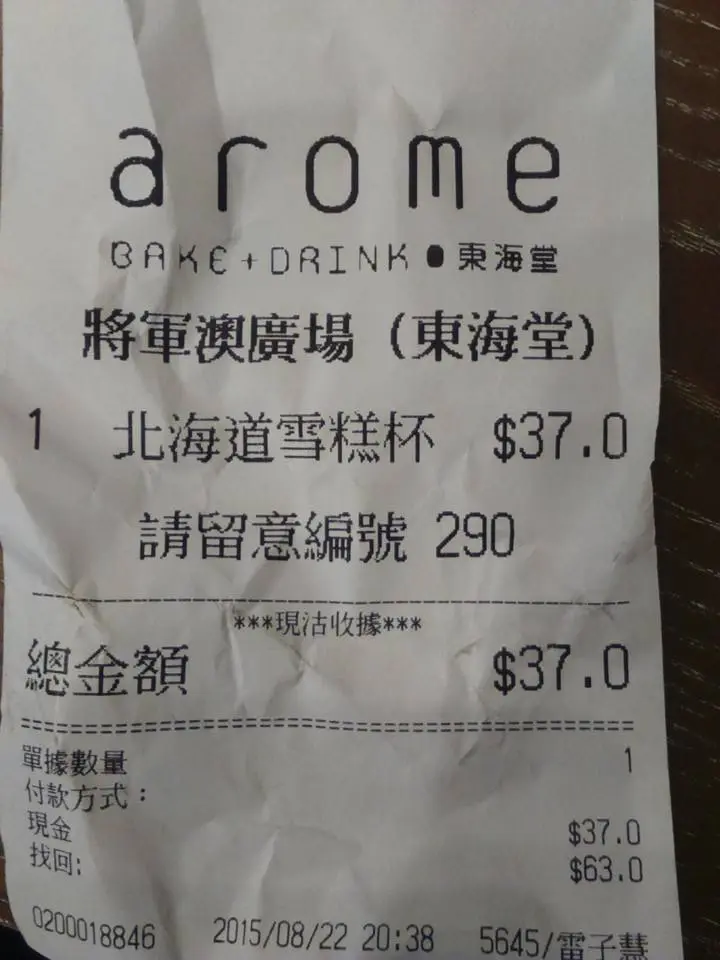 arome
BAKE+DRINK●東海堂
將軍澳廣場 (東海堂)
1 北海道雪糕杯 $37.0
請留意編號 290
***現沽收據***
總金額 $37.0
單據數量 1
付款方式：
現金 $37.0
找回: $63.0
0200018846 2015/08/22 20:38 5645/雷子慧